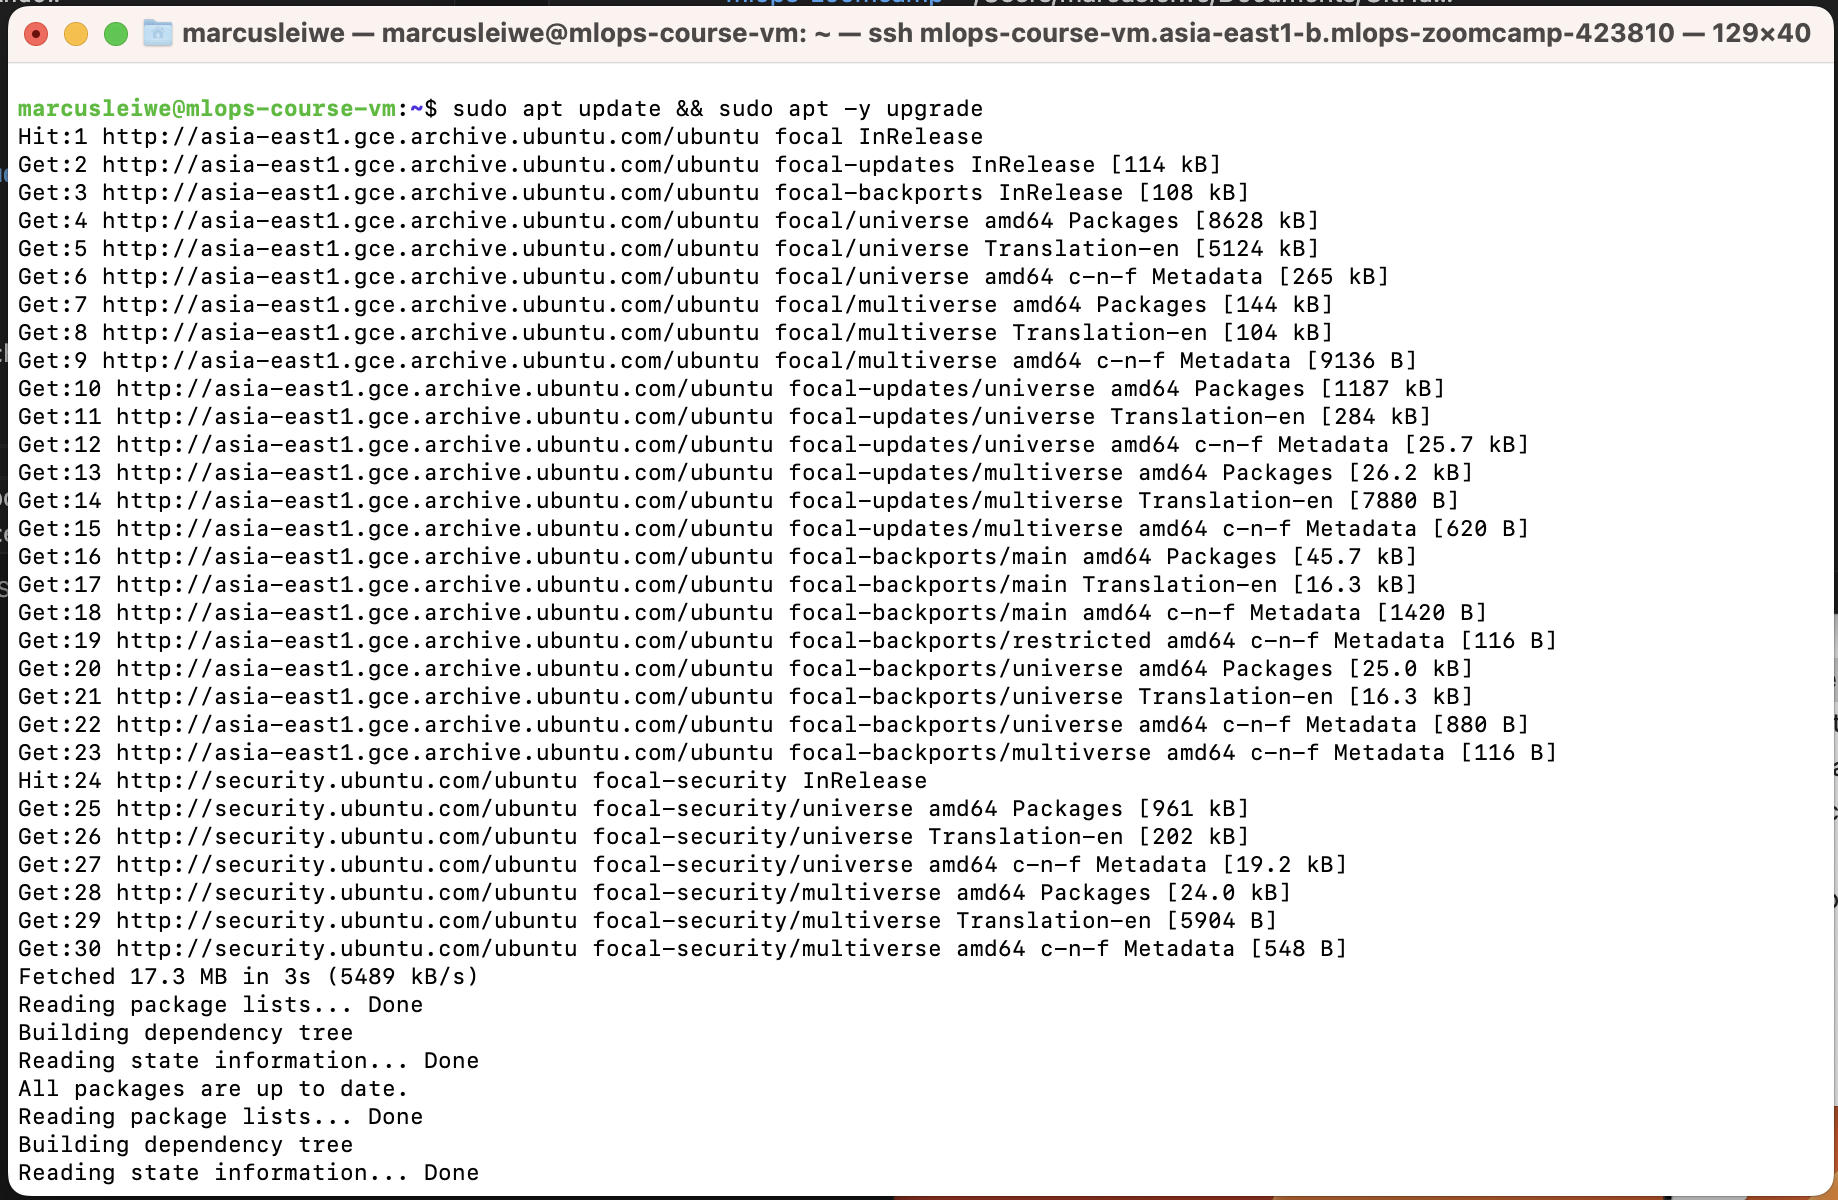 marcusleiwe — marcusleiwe@mlops-course-vm: ~ — ssh mlops-course-vm.asia-east1-b.mlops-zoomcamp-423810 — 129×40
marcusleiwe@mlops-course-vm:~$ sudo apt update && sudo apt -y upgrade
Hit:1 http://asia-east1.gce.archive.ubuntu.com/ubuntu focal InRelease
Get:2 http://asia-east1.gce.archive.ubuntu.com/ubuntu focal-updates InRelease [114 kB]
Get:3 http://asia-east1.gce.archive.ubuntu.com/ubuntu focal-backports InRelease [108 kB]
Get:4 http://asia-east1.gce.archive.ubuntu.com/ubuntu focal/universe amd64 Packages [8628 kB]
Get:5 http://asia-east1.gce.archive.ubuntu.com/ubuntu focal/universe Translation-en [5124 kB]
Get:6 http://asia-east1.gce.archive.ubuntu.com/ubuntu focal/universe amd64 c-n-f Metadata [265 kB]
Get:7 http://asia-east1.gce.archive.ubuntu.com/ubuntu focal/multiverse amd64 Packages [144 kB]
Get:8 http://asia-east1.gce.archive.ubuntu.com/ubuntu focal/multiverse Translation-en [104 kB]
Get:9 http://asia-east1.gce.archive.ubuntu.com/ubuntu focal/multiverse amd64 c-n-f Metadata [9136 B]
Get:10 http://asia-east1.gce.archive.ubuntu.com/ubuntu focal-updates/universe amd64 Packages [1187 kB]
Get:11 http://asia-east1.gce.archive.ubuntu.com/ubuntu focal-updates/universe Translation-en [284 kB]
Get:12 http://asia-east1.gce.archive.ubuntu.com/ubuntu focal-updates/universe amd64 c-n-f Metadata [25.7 kB]
Get:13 http://asia-east1.gce.archive.ubuntu.com/ubuntu focal-updates/multiverse amd64 Packages [26.2 kB]
Get:14 http://asia-east1.gce.archive.ubuntu.com/ubuntu focal-updates/multiverse Translation-en [7880 B]
Get:15 http://asia-east1.gce.archive.ubuntu.com/ubuntu focal-updates/multiverse amd64 c-n-f Metadata [620 B]
Get:16 http://asia-east1.gce.archive.ubuntu.com/ubuntu focal-backports/main amd64 Packages [45.7 kB]
Get:17 http://asia-east1.gce.archive.ubuntu.com/ubuntu focal-backports/main Translation-en [16.3 kB]
Get:18 http://asia-east1.gce.archive.ubuntu.com/ubuntu focal-backports/main amd64 c-n-f Metadata [1420 B]
Get:19 http://asia-east1.gce.archive.ubuntu.com/ubuntu focal-backports/restricted amd64 c-n-f Metadata [116 B]
Get:20 http://asia-east1.gce.archive.ubuntu.com/ubuntu focal-backports/universe amd64 Packages [25.0 kB]
Get:21 http://asia-east1.gce.archive.ubuntu.com/ubuntu focal-backports/universe Translation-en [16.3 kB]
Get:22 http://asia-east1.gce.archive.ubuntu.com/ubuntu focal-backports/universe amd64 c-n-f Metadata [880 B]
Get:23 http://asia-east1.gce.archive.ubuntu.com/ubuntu focal-backports/multiverse amd64 c-n-f Metadata [116 B]
Hit:24 http://security.ubuntu.com/ubuntu focal-security InRelease
Get:25 http://security.ubuntu.com/ubuntu focal-security/universe amd64 Packages [961 kB]
Get:26 http://security.ubuntu.com/ubuntu focal-security/universe Translation-en [202 kB]
Get:27 http://security.ubuntu.com/ubuntu focal-security/universe amd64 c-n-f Metadata [19.2 kB]
Get:28 http://security.ubuntu.com/ubuntu focal-security/multiverse amd64 Packages [24.0 kB]
Get:29 http://security.ubuntu.com/ubuntu focal-security/multiverse Translation-en [5904 B]
Get:30 http://security.ubuntu.com/ubuntu focal-security/multiverse amd64 c-n-f Metadata [548 B]
Fetched 17.3 MB in 3s (5489 kB/s)
Reading package lists... Done
Building dependency tree
Reading state information... Done
All packages are up to date.
Reading package lists... Done
Building dependency tree
Reading state information... Done